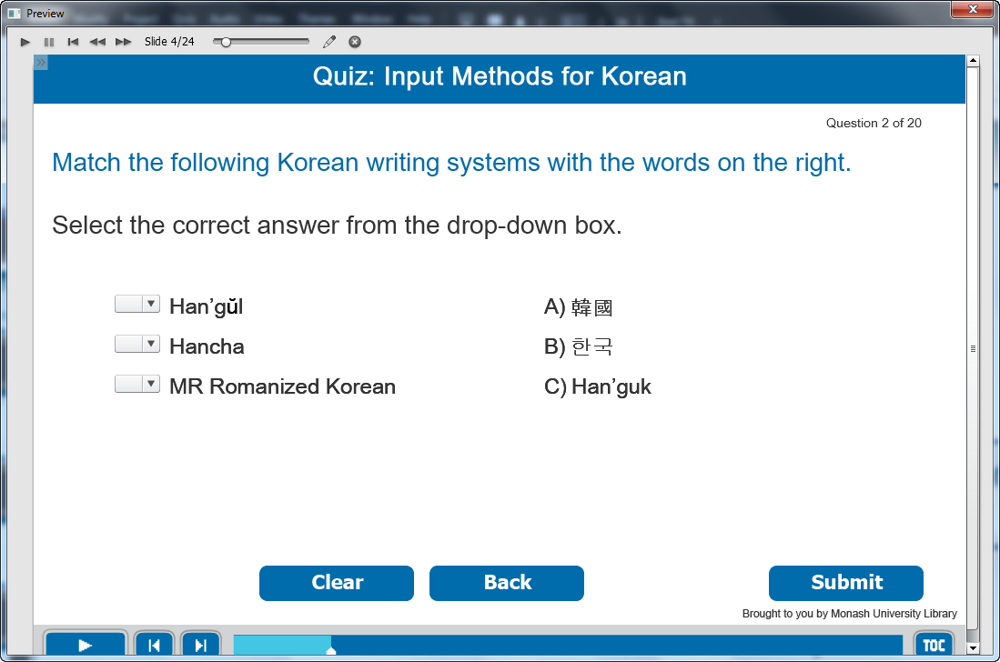 Preview
Slide 4/24
Quiz: Input Methods for Korean
Question 2 of 20
Match the following Korean writing systems with the words on the right.
Select the correct answer from the drop-down box.
Han’gŭl
A) 韓國
Hancha
B) 한국
MR Romanized Korean
C) Han’guk
Clear
Back
Submit
Brought to you by Monash University Library
TOC